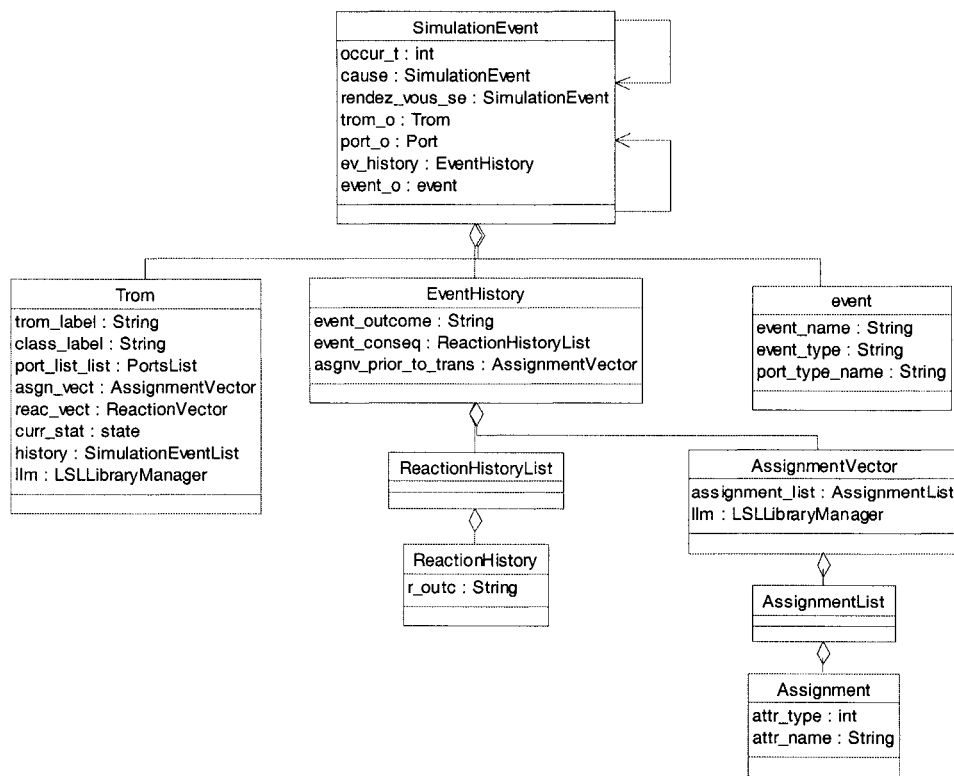 SimulationEvent
occur_t : int
cause : SimulationEvent
rendez_vous_se : SimulationEvent
trom_o : Trom
port_o : Port
ev_history : EventHistory
event_o : event
Trom
trom_label : String
class_label : String
port_list_list : PortsList
asgn_vect : AssignmentVector
reac_vect : ReactionVector
curr_stat : state
history : SimulationEventList
llm : LSLLibraryManager
EventHistory
event_outcome : String
event_conseq : ReactionHistoryList
asgnv_prior_to_trans : AssignmentVector
event
event_name : String
event_type : String
port_type_name : String
ReactionHistoryList
ReactionHistory
r_outc : String
AssignmentVector
assignment_list : AssignmentList
llm : LSLLibraryManager
AssignmentList
Assignment
attr_type : int
attr_name : String